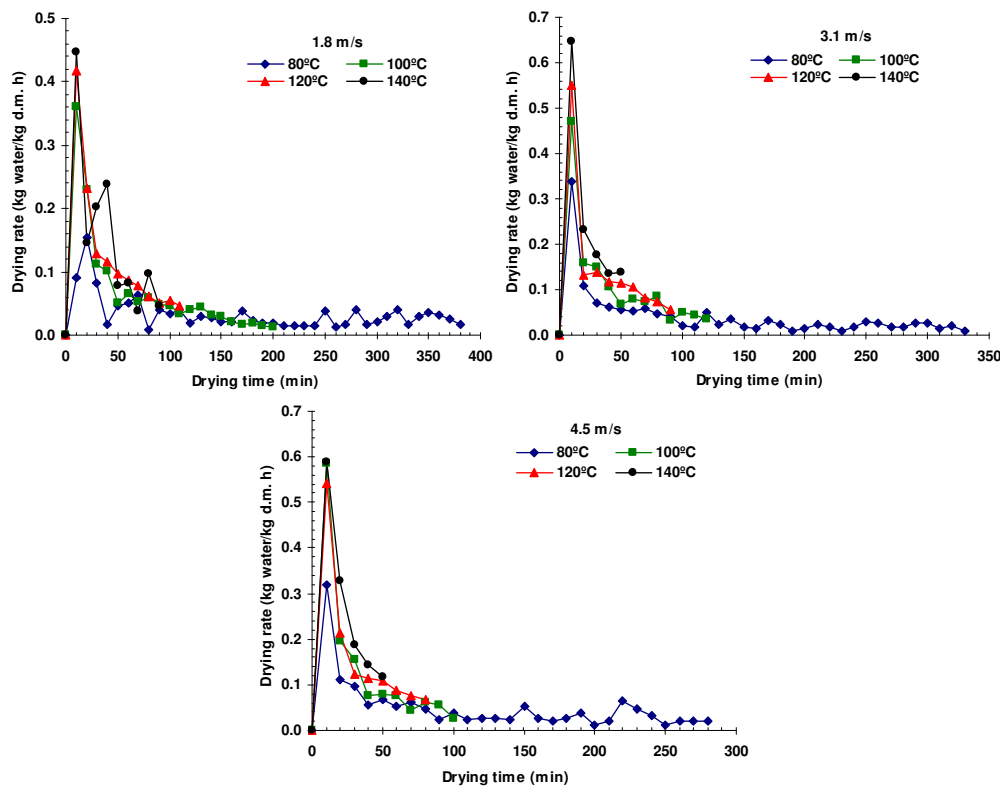 1.8 m/s
80ºC 100ºC
120ºC 140ºC
Drying rate (kg water/kg d.m. h)
0.5
0.4
0.3
0.2
0.1
0.0
0 50 100 150 200 250 300 350 400
Drying time (min)
3.1 m/s
80ºC 100ºC
120ºC 140ºC
Drying rate (kg water/kg d.m. h)
0.7
0.6
0.5
0.4
0.3
0.2
0.1
0.0
0 50 100 150 200 250 300 350
Drying time (min)
4.5 m/s
80ºC 100ºC
120ºC 140ºC
Drying rate (kg water/kg d.m. h)
0.7
0.6
0.5
0.4
0.3
0.2
0.1
0.0
0 50 100 150 200 250 300
Drying time (min)